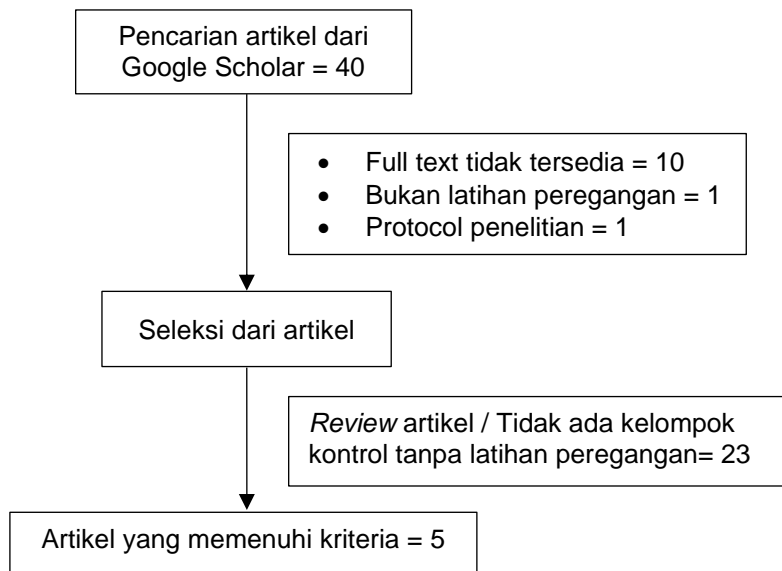 Pencarian artikel dari
Google Scholar = 40
• Full text tidak tersedia = 10
• Bukan latihan peregangan = 1
• Protocol penelitian = 1
Seleksi dari artikel
Review artikel / Tidak ada kelompok
kontrol tanpa latihan peregangan= 23
Artikel yang memenuhi kriteria = 5